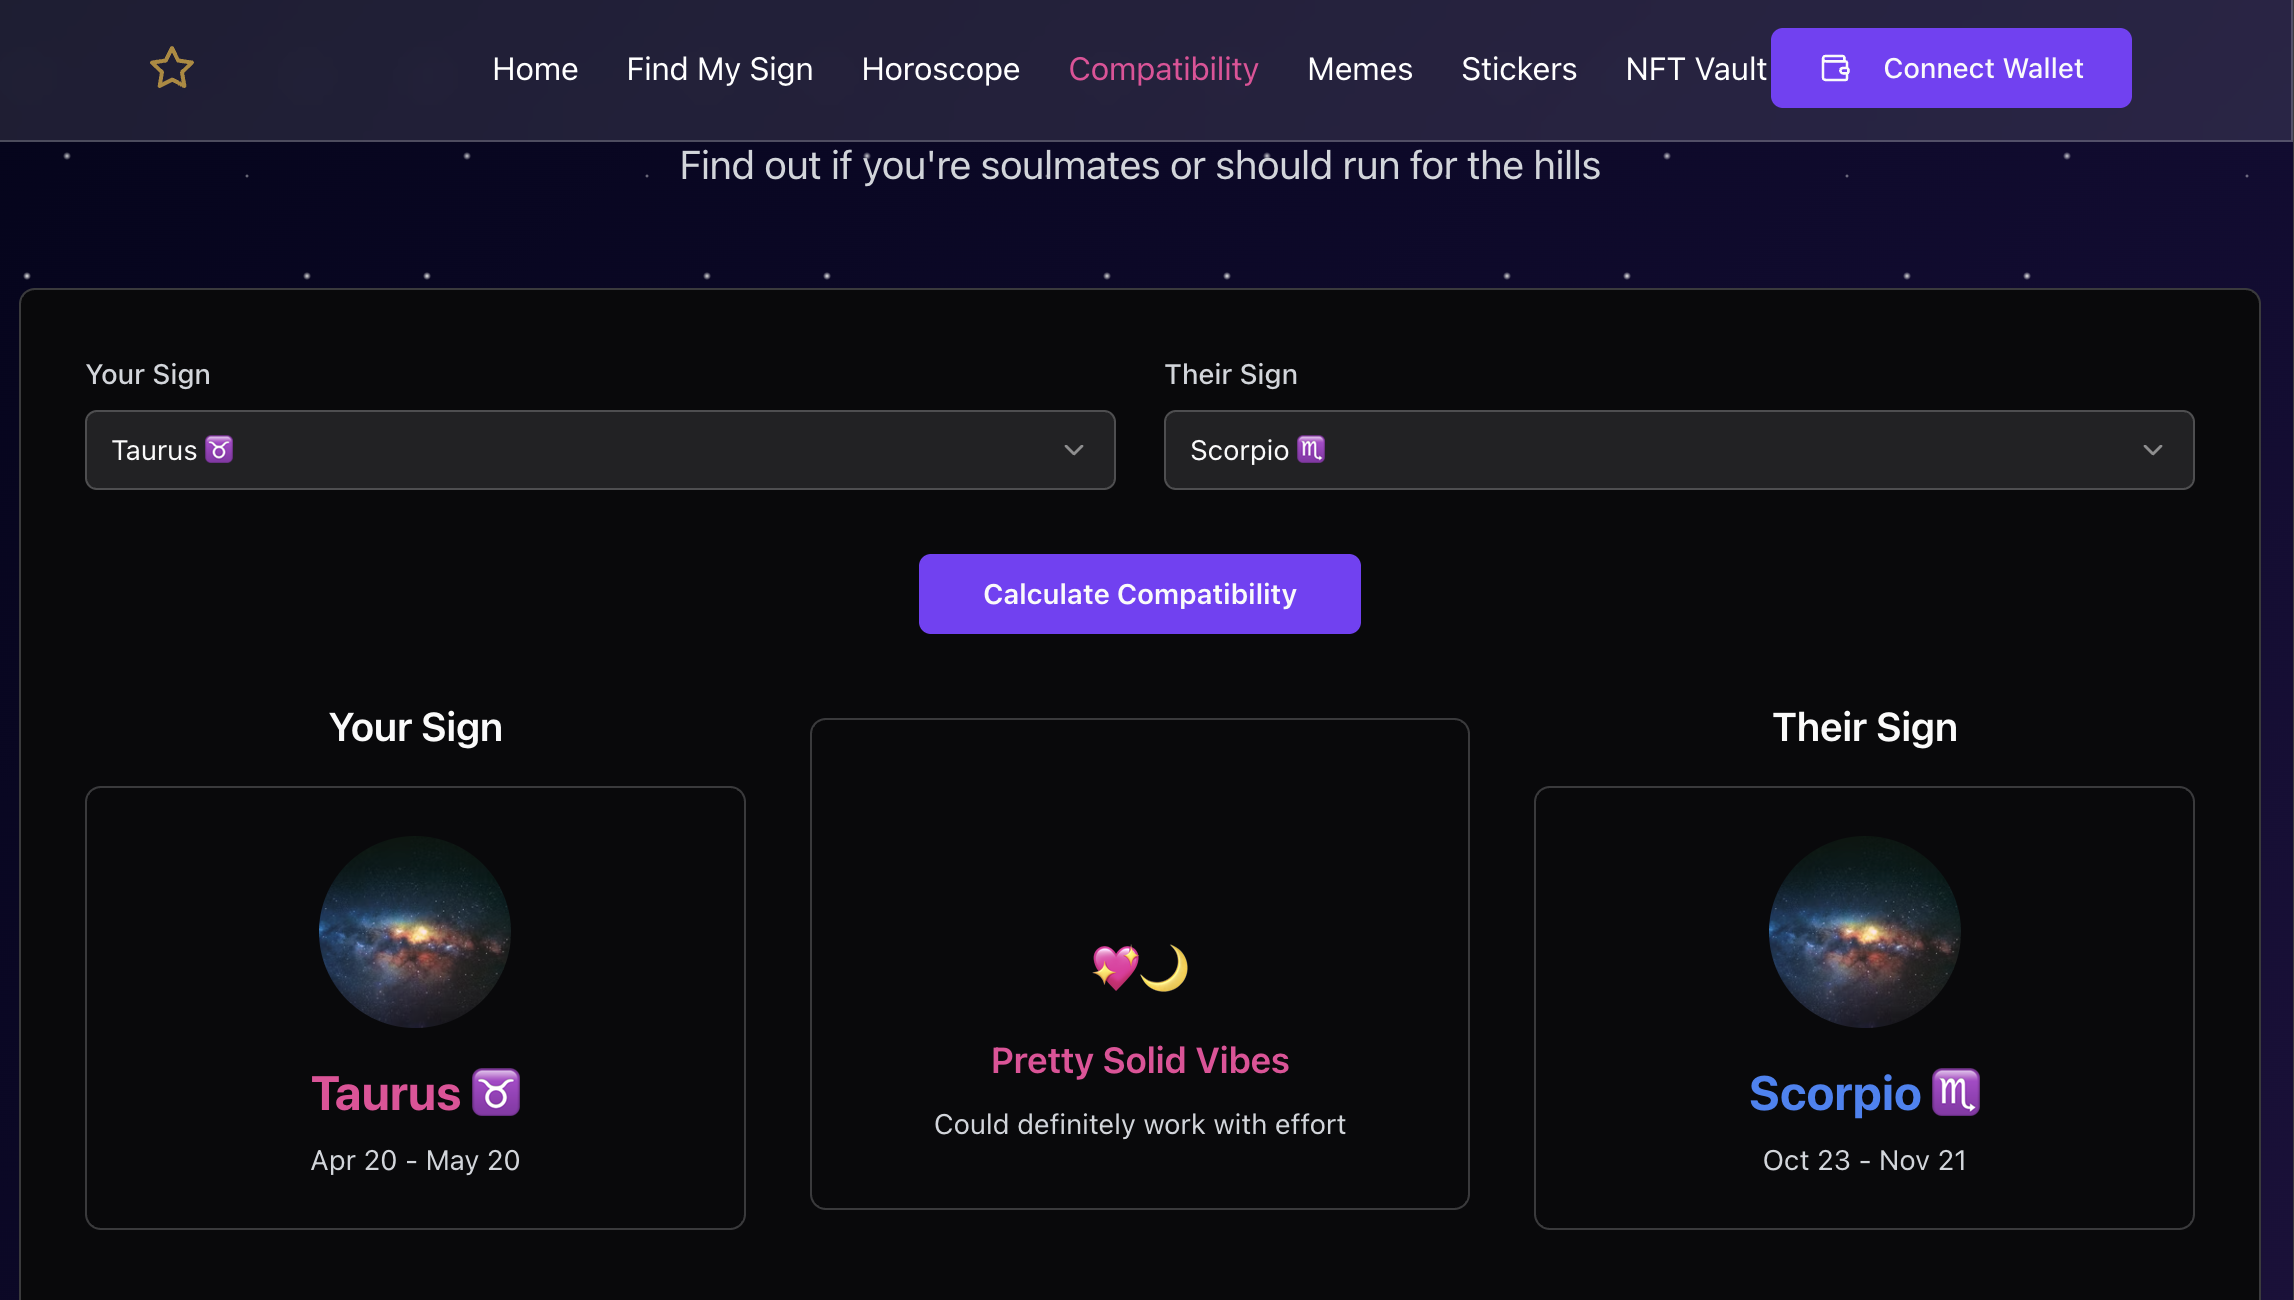 Home Find My Sign Horoscope Compatibility Memes Stickers NFT Vault Connect Wallet
Find out if you're soulmates or should run for the hills
Your Sign Their Sign
Taurus ♉ Scorpio ♏
Calculate Compatibility
Your Sign Their Sign
Taurus ♉
Apr 20 - May 20
💖🌙
Pretty Solid Vibes
Could definitely work with effort
Scorpio ♏
Oct 23 - Nov 21